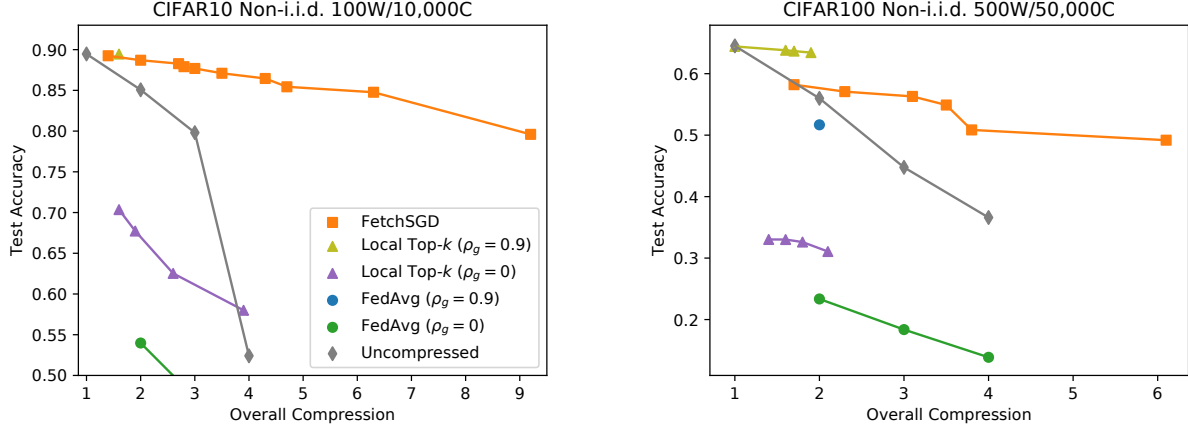 CIFAR10 Non-i.i.d. 100W/10,000C
0.90
0.85
0.80
0.75
0.70
0.65
0.60
0.55
0.50
Test Accuracy
1 2 3 4 5 6 7 8 9
Overall Compression
FetchSGD
Local Top-k (ρg = 0.9)
Local Top-k (ρg = 0)
FedAvg (ρg = 0.9)
FedAvg (ρg = 0)
Uncompressed
CIFAR100 Non-i.i.d. 500W/50,000C
0.6
0.5
0.4
0.3
0.2
Test Accuracy
1 2 3 4 5 6
Overall Compression